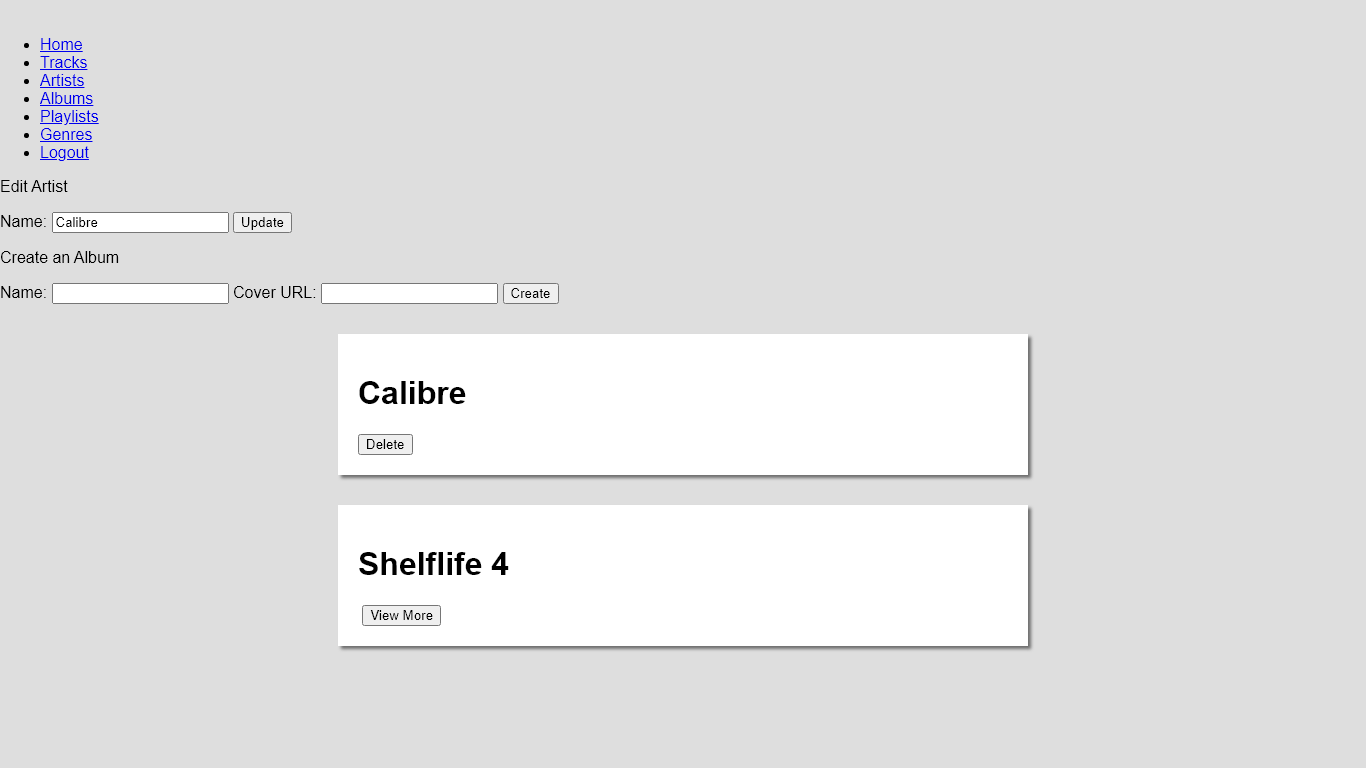 Home
Tracks
Artists
Albums
Playlists
Genres
Logout
Edit Artist
Name: Calibre Update
Create an Album
Name: Cover URL: Create
Calibre
Delete
Shelflife 4
View More